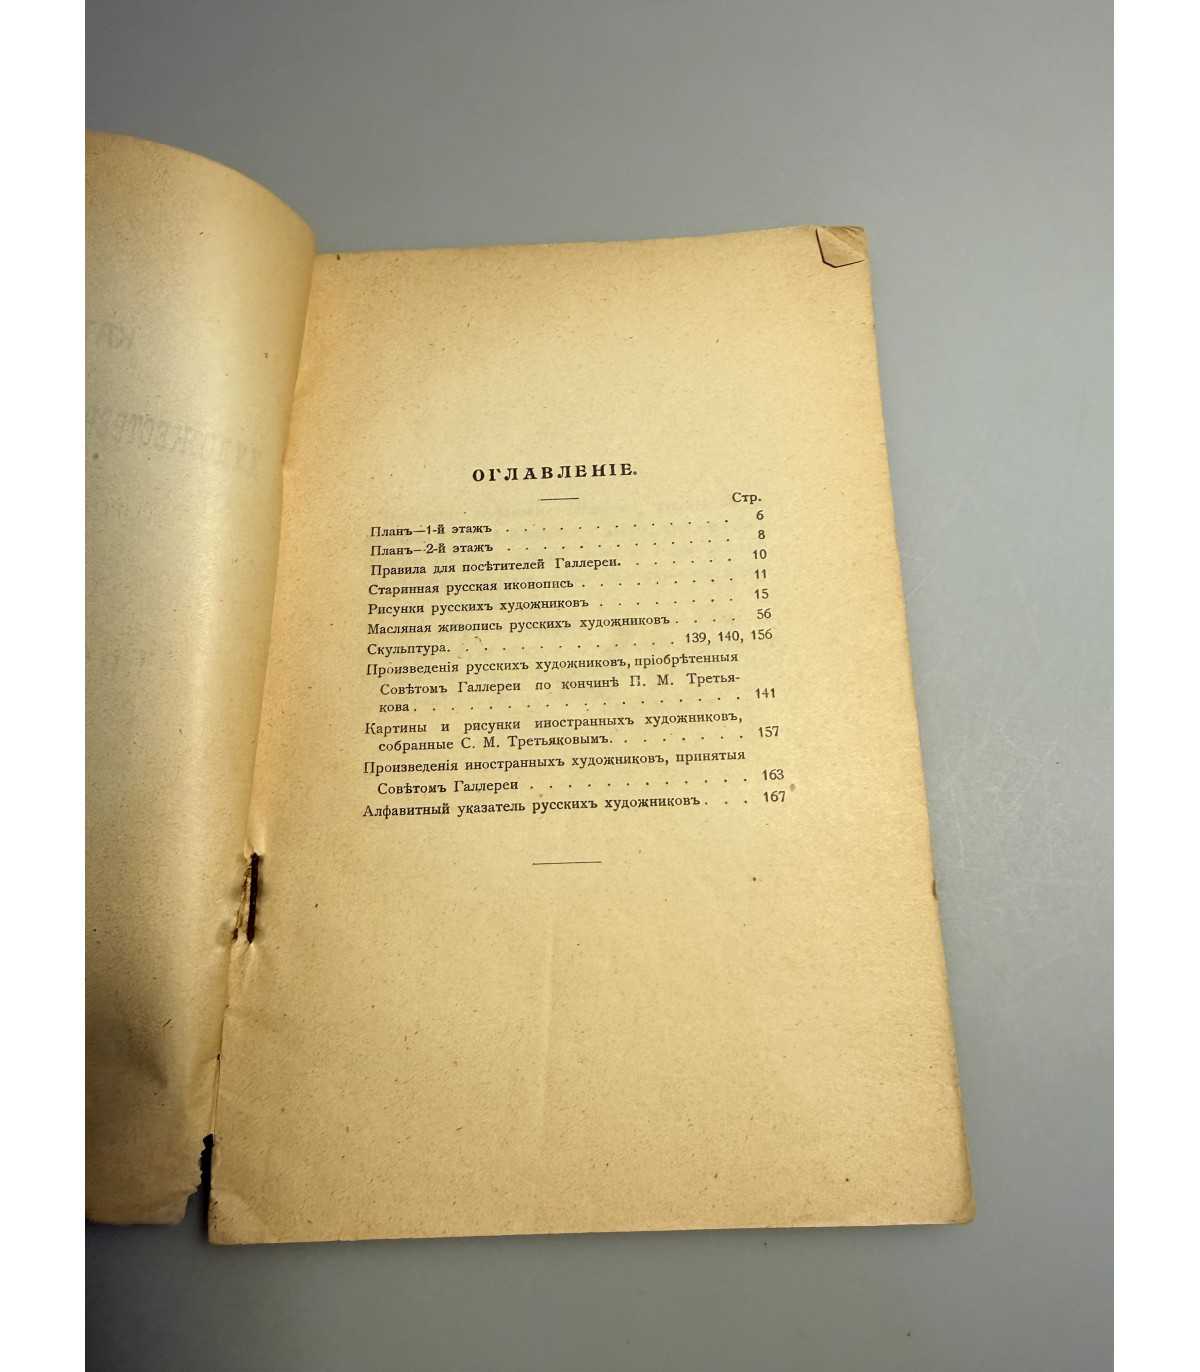 ОГЛАВЛЕНІЕ.
Стр.
Планъ—1-й этажъ . . . . . . . . . . . . . 6
Планъ—2-й этажъ . . . . . . . . . . . . . 8
Правила для посѣтителей Галлереи. . . . . . . 10
Старинная русская иконопись . . . . . . . . . 11
Рисунки русскихъ художниковъ . . . . . . . . 15
Масляная живопись русскихъ художниковъ . . . . 56
Скульптура. . . . . . . . . . . . 139, 140, 156
Произведенія русскихъ художниковъ, пріобрѣтенныя
Совѣтомъ Галлереи по кончинѣ П. М. Третья-
кова . . . . . . . . . . . . . . . . . . 141
Картины и рисунки иностранныхъ художниковъ,
собранные С. М. Третьяковымъ. . . . . . . . 157
Произведенія иностранныхъ художниковъ, принятыя
Совѣтомъ Галлереи . . . . . . . . . . . . 163
Алфавитный указатель русскихъ художниковъ . . . 167